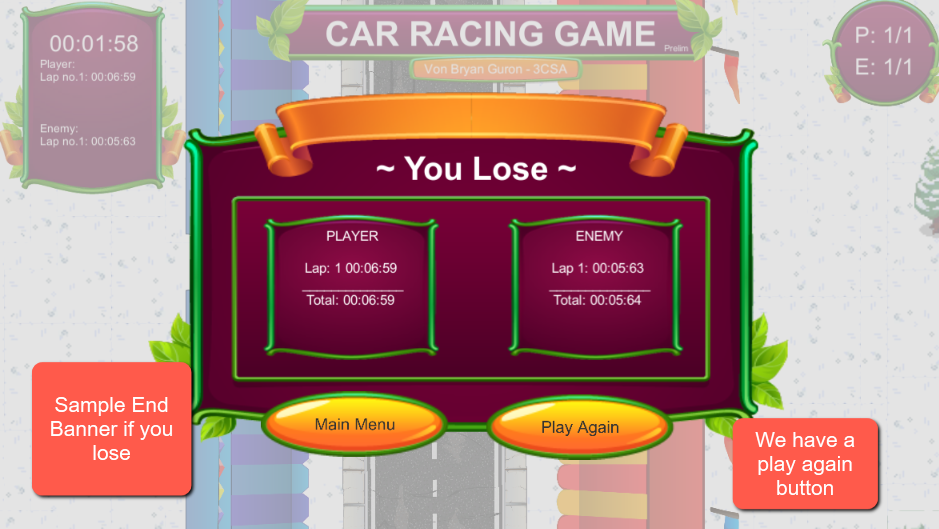 00:01:58
Player:
Lap no.1: 00:06:59
Enemy:
Lap no.1: 00:05:63
CAR RACING GAME
Prelim
Von Bryan Guron - 3CSA
P: 1/1
E: 1/1
~ You Lose ~
PLAYER
Lap: 1 00:06:59
Total: 00:06:59
ENEMY
Lap 1: 00:05:63
Total: 00:05:64
Main Menu
Play Again
Sample End
Banner if you
lose
We have a
play again
button